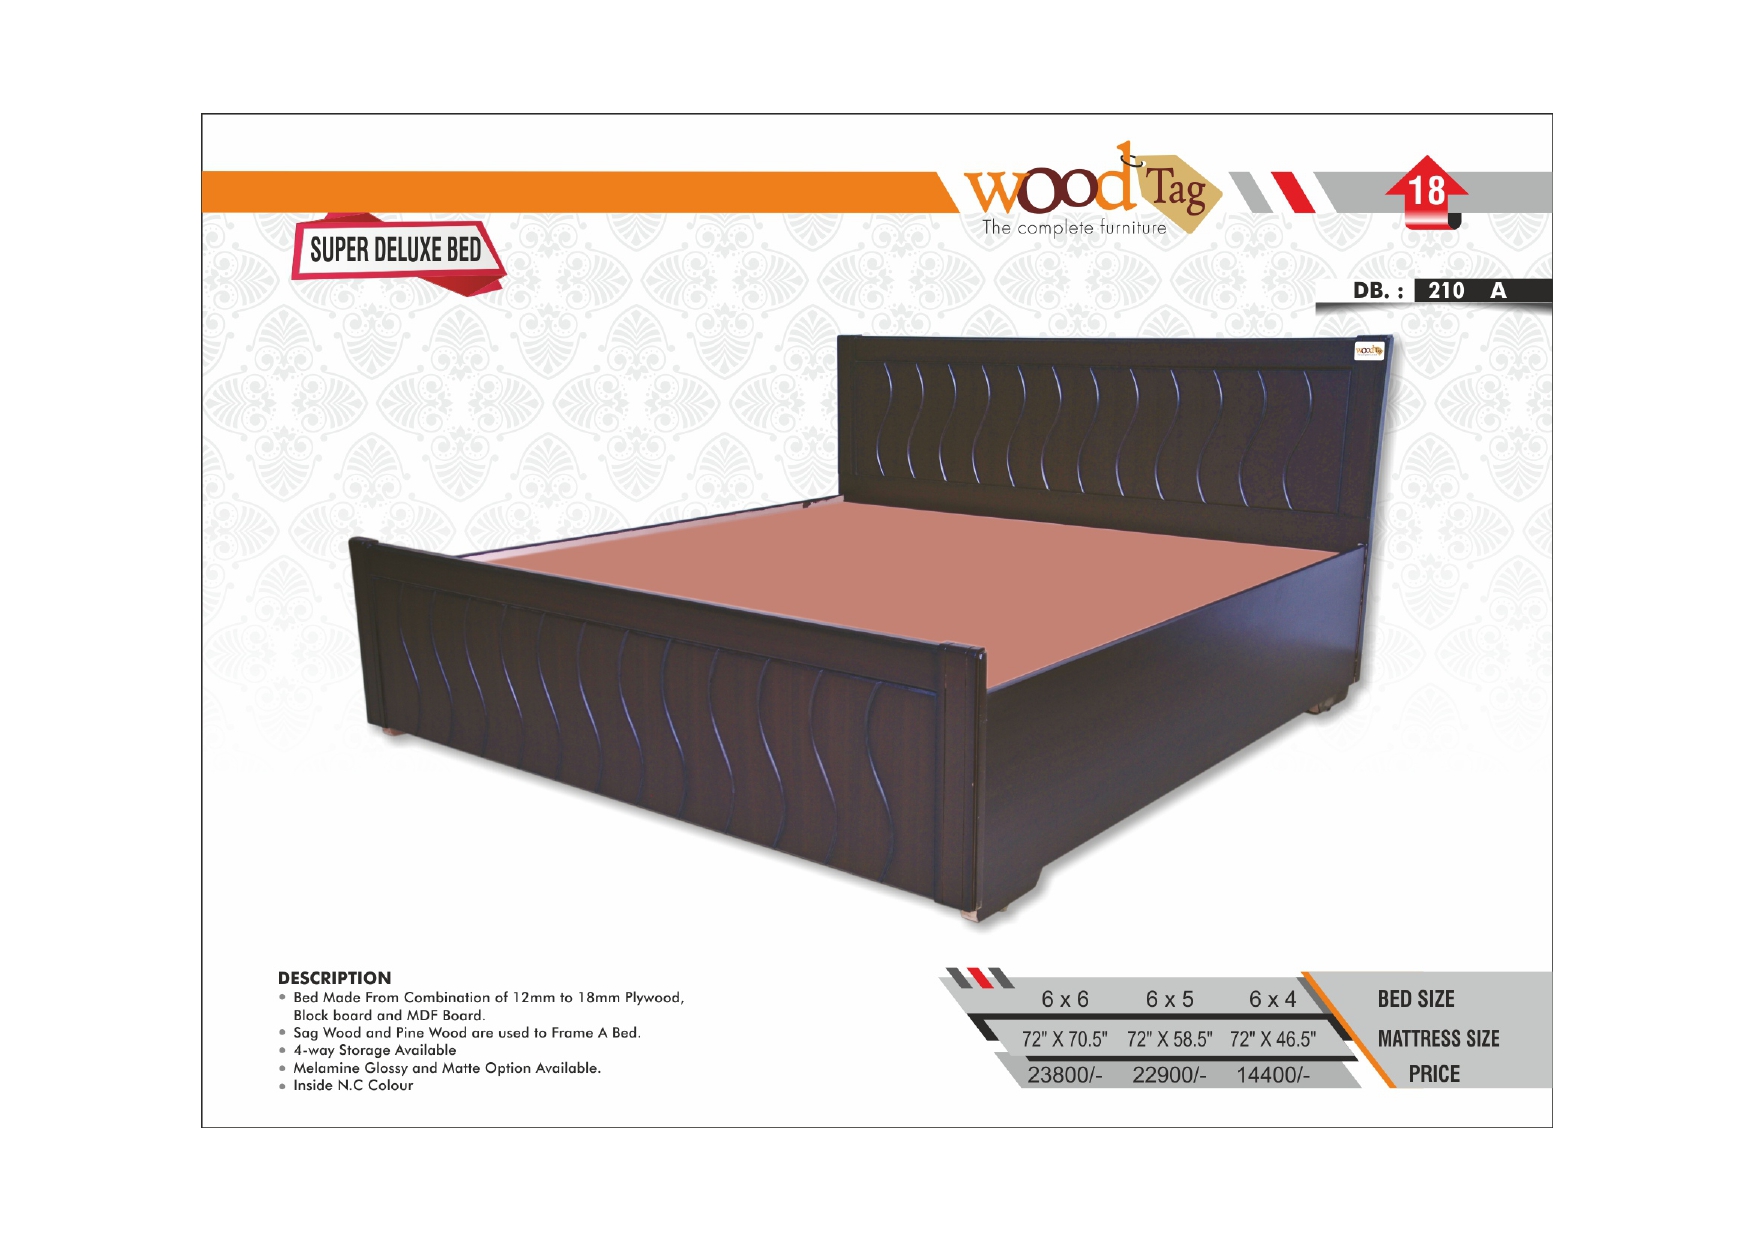 wood Tag
The complete furniture
18
SUPER DELUXE BED
DB. : 210 A
wood Tag
DESCRIPTION
• Bed Made From Combination of 12mm to 18mm Plywood,
Block board and MDF Board.
• Sag Wood and Pine Wood are used to Frame A Bed.
• 4-way Storage Available
• Melamine Glossy and Matte Option Available.
• Inside N.C Colour
6 x 6 6 x 5 6 x 4 BED SIZE
72" X 70.5" 72" X 58.5" 72" X 46.5" MATTRESS SIZE
23800/- 22900/- 14400/- PRICE